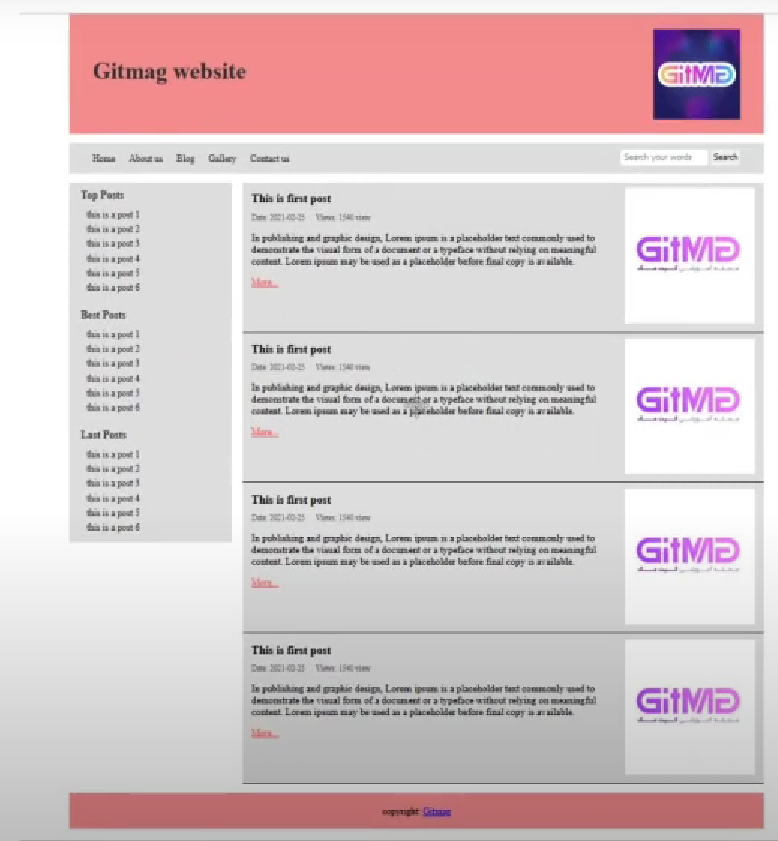 Gitmag website
GitMG
Home About us Blog Gallery Contact us
Search your words Search
Top Posts
this is a post 1
this is a post 2
this is a post 3
this is a post 4
this is a post 5
this is a post 6
Best Posts
this is a post 1
this is a post 2
this is a post 3
this is a post 4
this is a post 5
this is a post 6
Last Posts
this is a post 1
this is a post 2
this is a post 3
this is a post 4
this is a post 5
this is a post 6
This is first post
Date: 2021-02-25 Views: 1540 view
In publishing and graphic design, Lorem ipsum is a placeholder text commonly used to
demonstrate the visual form of a document or a typeface without relying on meaningful
content. Lorem ipsum may be used as a placeholder before final copy is available.
More...
GitMG
This is first post
Date: 2021-02-25 Views: 1540 view
In publishing and graphic design, Lorem ipsum is a placeholder text commonly used to
demonstrate the visual form of a document or a typeface without relying on meaningful
content. Lorem ipsum may be used as a placeholder before final copy is available.
More...
GitMG
This is first post
Date: 2021-02-25 Views: 1540 view
In publishing and graphic design, Lorem ipsum is a placeholder text commonly used to
demonstrate the visual form of a document or a typeface without relying on meaningful
content. Lorem ipsum may be used as a placeholder before final copy is available.
More...
GitMG
This is first post
Date: 2021-02-25 Views: 1540 view
In publishing and graphic design, Lorem ipsum is a placeholder text commonly used to
demonstrate the visual form of a document or a typeface without relying on meaningful
content. Lorem ipsum may be used as a placeholder before final copy is available.
More...
GitMG
copyright: Gitmag